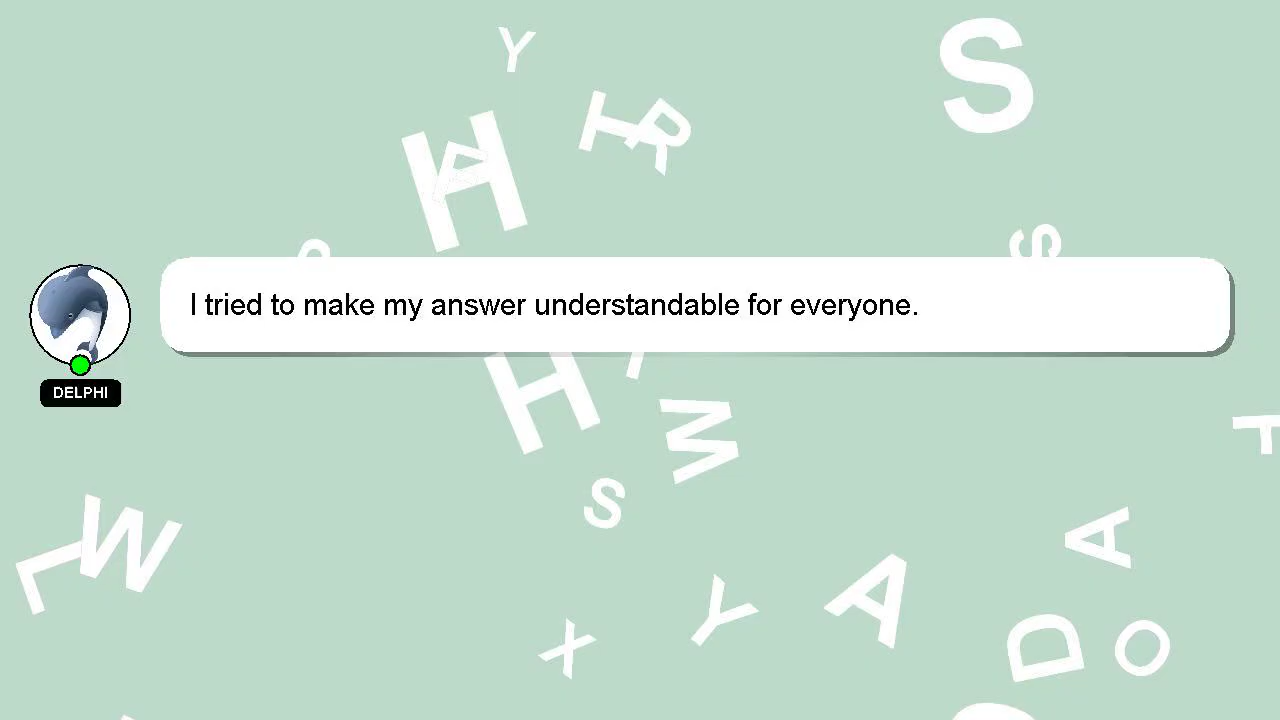 Y
S
T
R
H
A
S
I tried to make my answer understandable for everyone.
DELPHI
H
W
S
W
L
A
Y
A
X
D
O